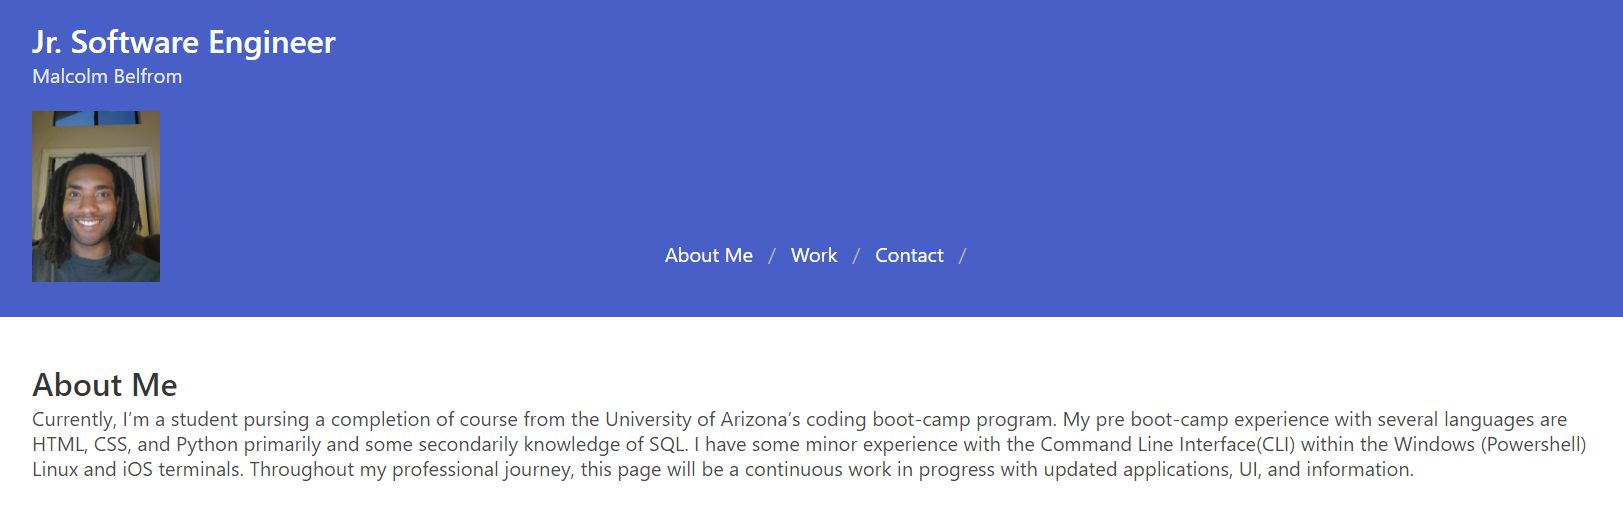 Jr. Software Engineer
Malcolm Belfrom
About Me / Work / Contact /
About Me
Currently, I’m a student pursing a completion of course from the University of Arizona’s coding boot-camp program. My pre boot-camp experience with several languages are
HTML, CSS, and Python primarily and some secondarily knowledge of SQL. I have some minor experience with the Command Line Interface(CLI) within the Windows (Powershell)
Linux and iOS terminals. Throughout my professional journey, this page will be a continuous work in progress with updated applications, UI, and information.